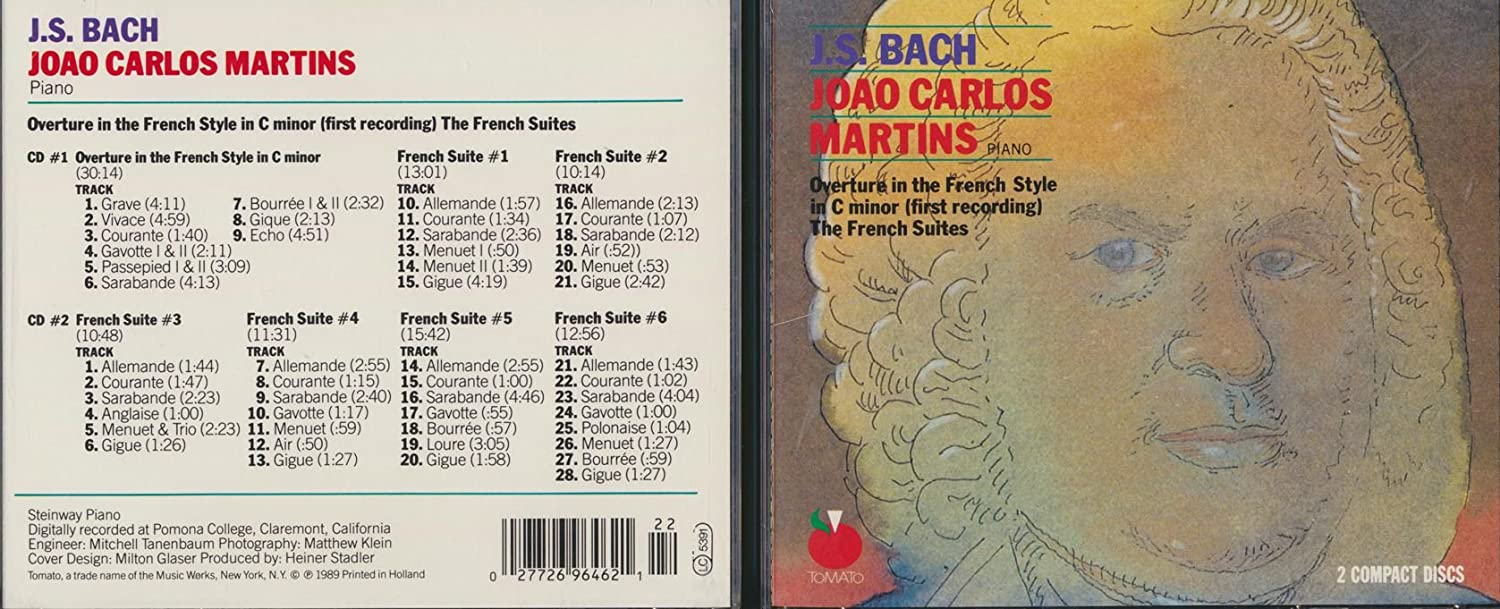 J.S. BACH
JOAO CARLOS MARTINS
Piano
Overture in the French Style in C minor (first recording) The French Suites
CD #1 Overture in the French Style in C minor
(30:14)
TRACK
1. Grave (4:11)
2. Vivace (4:59)
3. Courante (1:40)
4. Gavotte I & II (2:11)
5. Passepied I & II (3:09)
6. Sarabande (4:13)
7. Bourrée I & II (2:32)
8. Gique (2:13)
9. Echo (4:51)
French Suite #1
(13:01)
TRACK
10. Allemande (1:57)
11. Courante (1:34)
12. Sarabande (2:36)
13. Menuet I (:50)
14. Menuet II (1:39)
15. Gigue (4:19)
French Suite #2
(10:14)
TRACK
16. Allemande (2:13)
17. Courante (1:07)
18. Sarabande (2:12)
19. Air (:52))
20. Menuet (:53)
21. Gigue (2:42)
CD #2 French Suite #3
(10:48)
TRACK
1. Allemande (1:44)
2. Courante (1:47)
3. Sarabande (2:23)
4. Anglaise (1:00)
5. Menuet & Trio (2:23)
6. Gigue (1:26)
French Suite #4
(11:31)
TRACK
7. Allemande (2:55)
8. Courante (1:15)
9. Sarabande (2:40)
10. Gavotte (1:17)
11. Menuet (:59)
12. Air (:50)
13. Gigue (1:27)
French Suite #5
(15:42)
TRACK
14. Allemande (2:55)
15. Courante (1:00)
16. Sarabande (4:46)
17. Gavotte (:55)
18. Bourrée (:57)
19. Loure (3:05)
20. Gigue (1:58)
French Suite #6
(12:56)
TRACK
21. Allemande (1:43)
22. Courante (1:02)
23. Sarabande (4:04)
24. Gavotte (1:00)
25. Polonaise (1:04)
26. Menuet (1:27)
27. Bourrée (:59)
28. Gigue (1:27)
Steinway Piano
Digitally recorded at Pomona College, Claremont, California
Engineer: Mitchell Tanenbaum Photography: Matthew Klein
Cover Design: Milton Glaser Produced by: Heiner Stadler
Tomato, a trade name of the Music Works, New York, N.Y. © ℗ 1989 Printed in Holland
22
0 27726 96462 1
LC 5391
J.S. BACH
JOAO CARLOS
MARTINS PIANO
Overture in the French Style
in C minor (first recording)
The French Suites
TOMATO
2 COMPACT DISCS